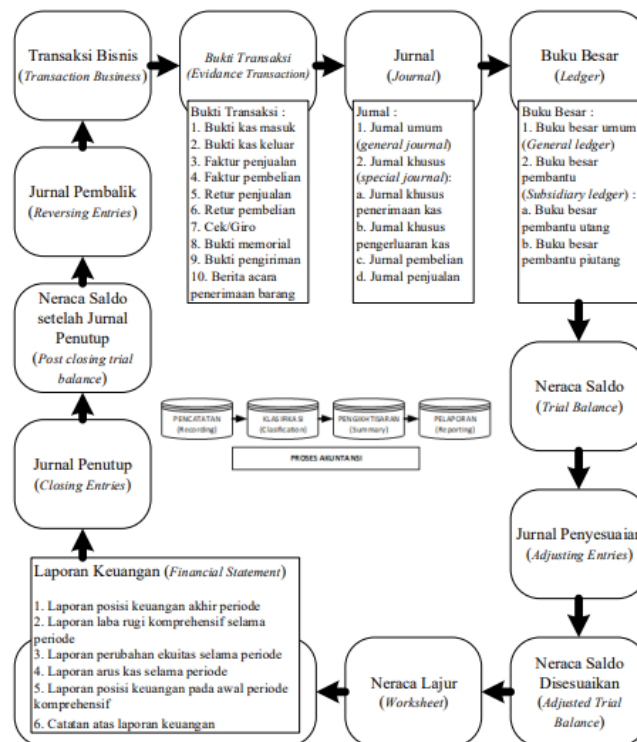 Transaksi Bisnis
(Transaction Business)
Bukti Transaksi
(Evidance Transaction)
Bukti Transaksi :
1. Bukti kas masuk
2. Bukti kas keluar
3. Faktur penjualan
4. Faktur pembelian
5. Retur penjualan
6. Retur pembelian
7. Cek/Giro
8. Bukti memorial
9. Bukti pengiriman
10. Berita acara
penerimaan barang
Jurnal
(Journal)
Jurnal :
1. Jurnal umum
(general journal)
2. Jurnal khusus
(special journal):
a. Jurnal khusus
penerimaan kas
b. Jurnal khusus
pengerluaran kas
c. Jurnal pembelian
d. Jurnal penjualan
Buku Besar
(Ledger)
Buku Besar :
1. Buku besar umum
(General ledger)
2. Buku besar
pembantu
(Subsidiary ledger) :
a. Buku besar
pembantu utang
b. Buku besar
pembantu piutang
Neraca Saldo
(Trial Balance)
Jurnal Penyesuaian
(Adjusting Entries)
Neraca Saldo
Disesuaikan
(Adjusted Trial
Balance)
Neraca Lajur
(Worksheet)
Laporan Keuangan (Financial Statement)
1. Laporan posisi keuangan akhir periode
2. Laporan laba rugi komprehensif selama
periode
3. Laporan perubahan ekuitas selama periode
4. Laporan arus kas selama periode
5. Laporan posisi keuangan pada awal periode
komprehensif
6. Catatan atas laporan keuangan
Jurnal Penutup
(Closing Entries)
Neraca Saldo
setelah Jurnal
Penutup
(Post closing trial
balance)
Jurnal Pembalik
(Reversing Entries)
PENCATATAN
(Recording)
KLASIFIKASI
(Clasification)
PENGIKHTISARAN
(Summary)
PELAPORAN
(Reporting)
PROSES AKUNTANSI